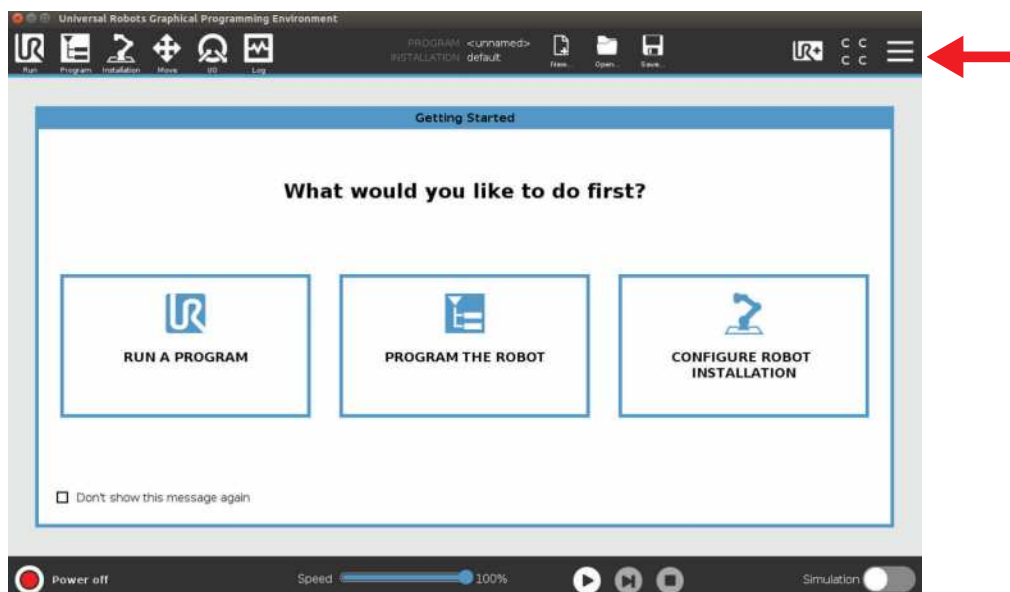 Universal Robots Graphical Programming Environment
PROGRAM <unnamed>
INSTALLATION default
Run Program Installation Move I/O Log New... Open... Save...
UR+
C C
C C
Getting Started
What would you like to do first?
RUN A PROGRAM
PROGRAM THE ROBOT
CONFIGURE ROBOT
INSTALLATION
Don't show this message again
Power off
Speed 100%
Simulation